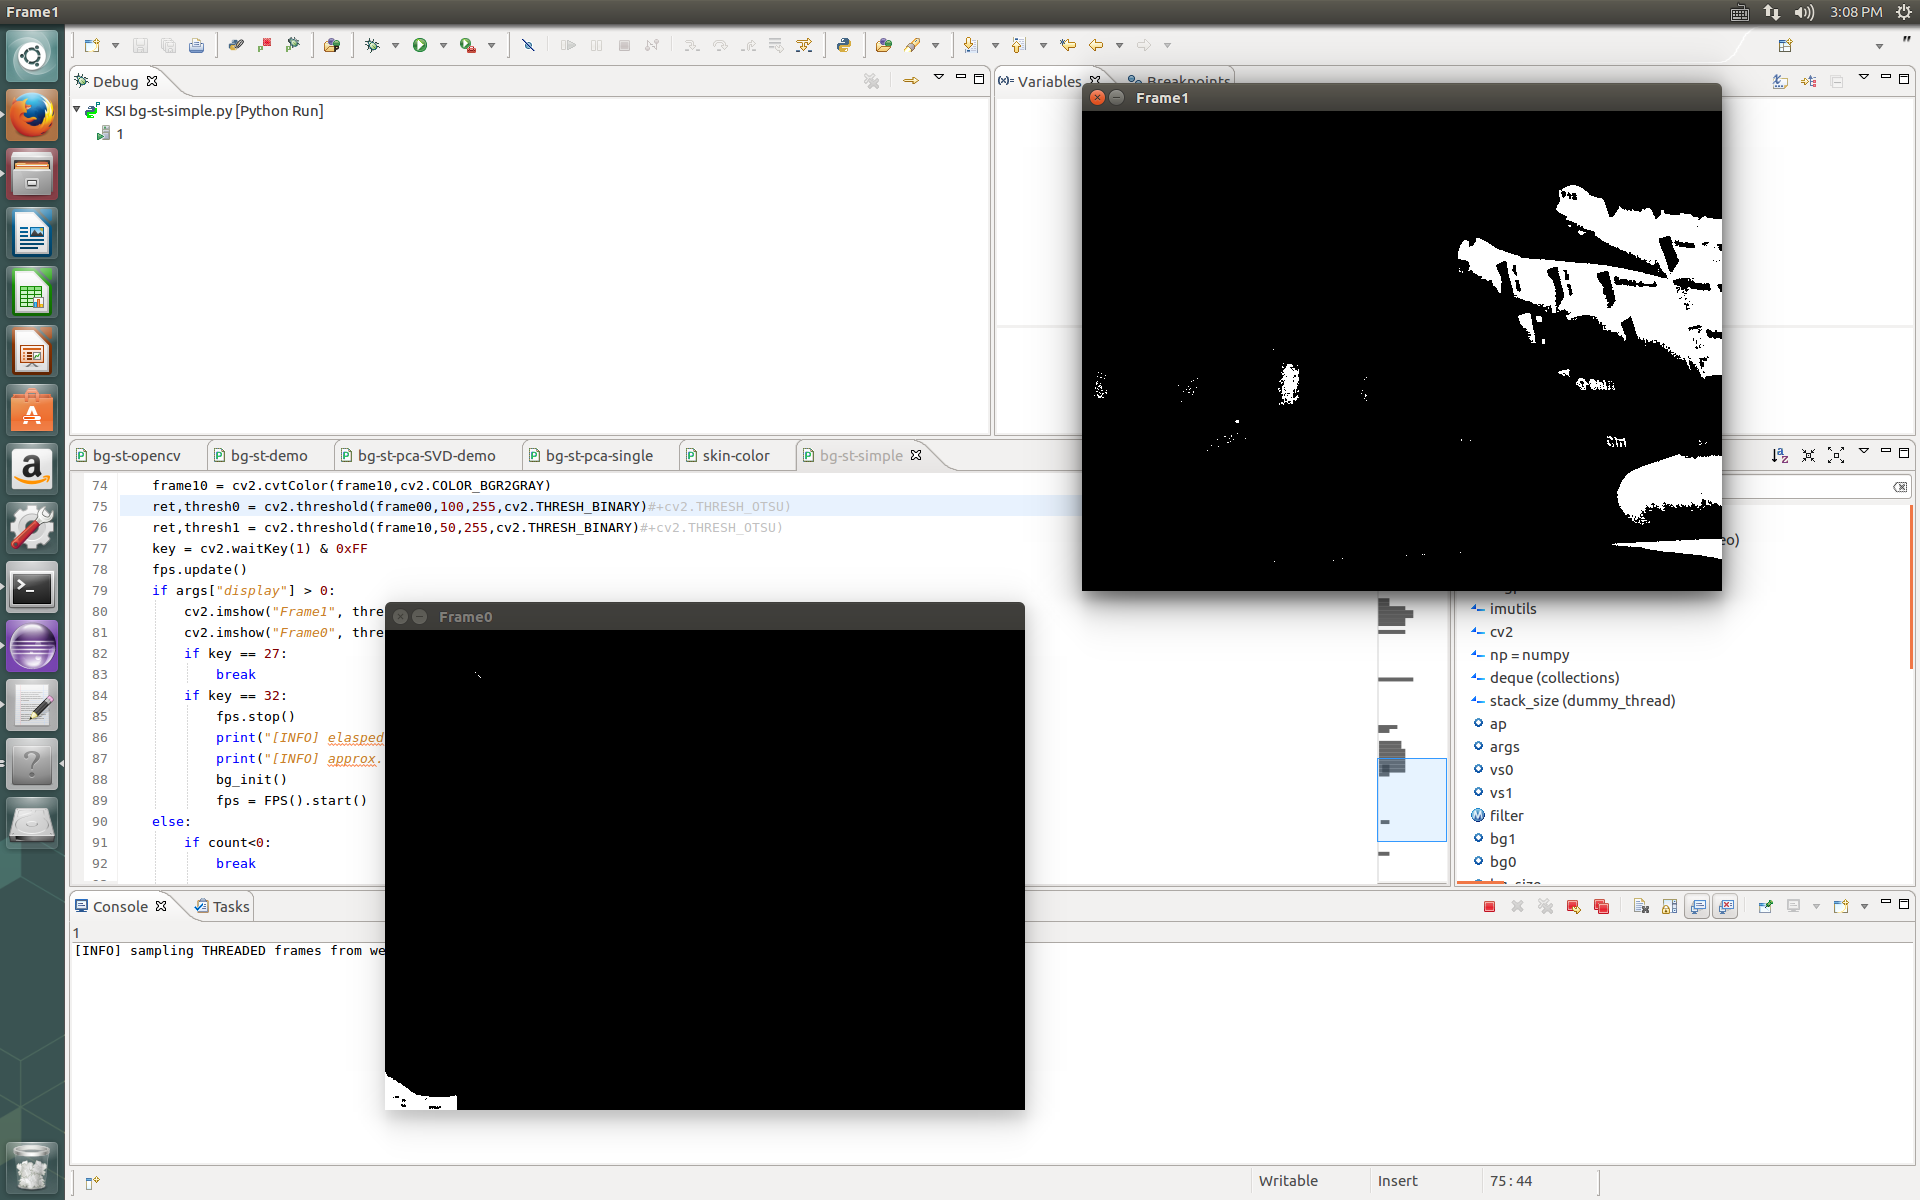 Frame1
3:08 PM
Debug
KSI bg-st-simple.py [Python Run]
1
Variables
Breakpoints
Frame1
bg-st-opencv
bg-st-demo
bg-st-pca-SVD-demo
bg-st-pca-single
skin-color
bg-st-simple
74 frame10 = cv2.cvtColor(frame10,cv2.COLOR_BGR2GRAY)
75 ret,thresh0 = cv2.threshold(frame00,100,255,cv2.THRESH_BINARY)#+cv2.THRESH_OTSU)
76 ret,thresh1 = cv2.threshold(frame10,50,255,cv2.THRESH_BINARY)#+cv2.THRESH_OTSU)
77 key = cv2.waitKey(1) & 0xFF
78 fps.update()
79 if args["display"] > 0:
80 cv2.imshow("Frame1", thre
81 cv2.imshow("Frame0", thre
82 if key == 27:
83 break
84 if key == 32:
85 fps.stop()
86 print("[INFO] elasped
87 print("[INFO] approx.
88 bg_init()
89 fps = FPS().start()
90 else:
91 if count<0:
92 break
Frame0
eo)
imutils
cv2
np = numpy
deque (collections)
stack_size (dummy_thread)
ap
args
vs0
vs1
filter
bg1
bg0
Console
Tasks
1
[INFO] sampling THREADED frames from we
Writable
Insert
75 : 44